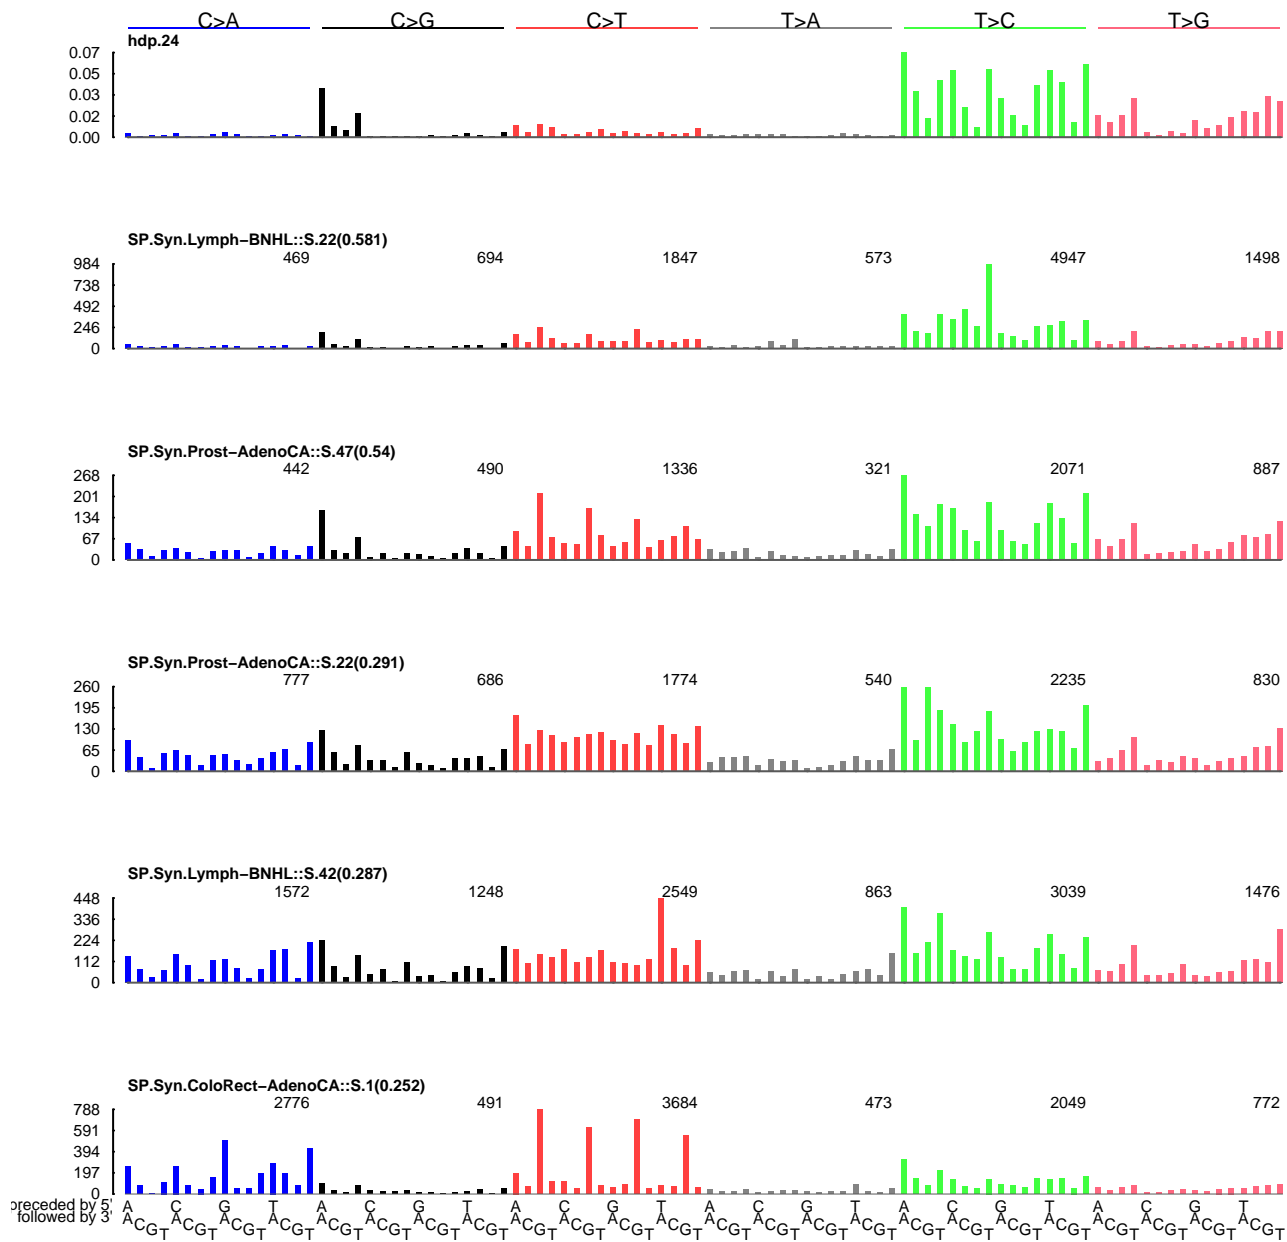 C>A C>G C>T T>A T>C T>G
hdp.24
0.07
0.05
0.03
0.02
0.00
SP.Syn.Lymph−BNHL::S.22(0.581)
469 694 1847 573 4947 1498
984
738
492
246
0
SP.Syn.Prost−AdenoCA::S.47(0.54)
442 490 1336 321 2071 887
268
201
134
67
0
SP.Syn.Prost−AdenoCA::S.22(0.291)
777 686 1774 540 2235 830
260
195
130
65
0
SP.Syn.Lymph−BNHL::S.42(0.287)
1572 1248 2549 863 3039 1476
448
336
224
112
0
SP.Syn.ColoRect−AdenoCA::S.1(0.252)
2776 491 3684 473 2049 772
788
591
394
197
0
preceded by 5' A C G T A C G T A C G T A C G T A C G T A C G T
followed by 3' A C G T A C G T A C G T A C G T A C G T A C G T A C G T A C G T A C G T A C G T A C G T A C G T A C G T A C G T A C G T A C G T A C G T A C G T A C G T A C G T A C G T A C G T A C G T A C G T